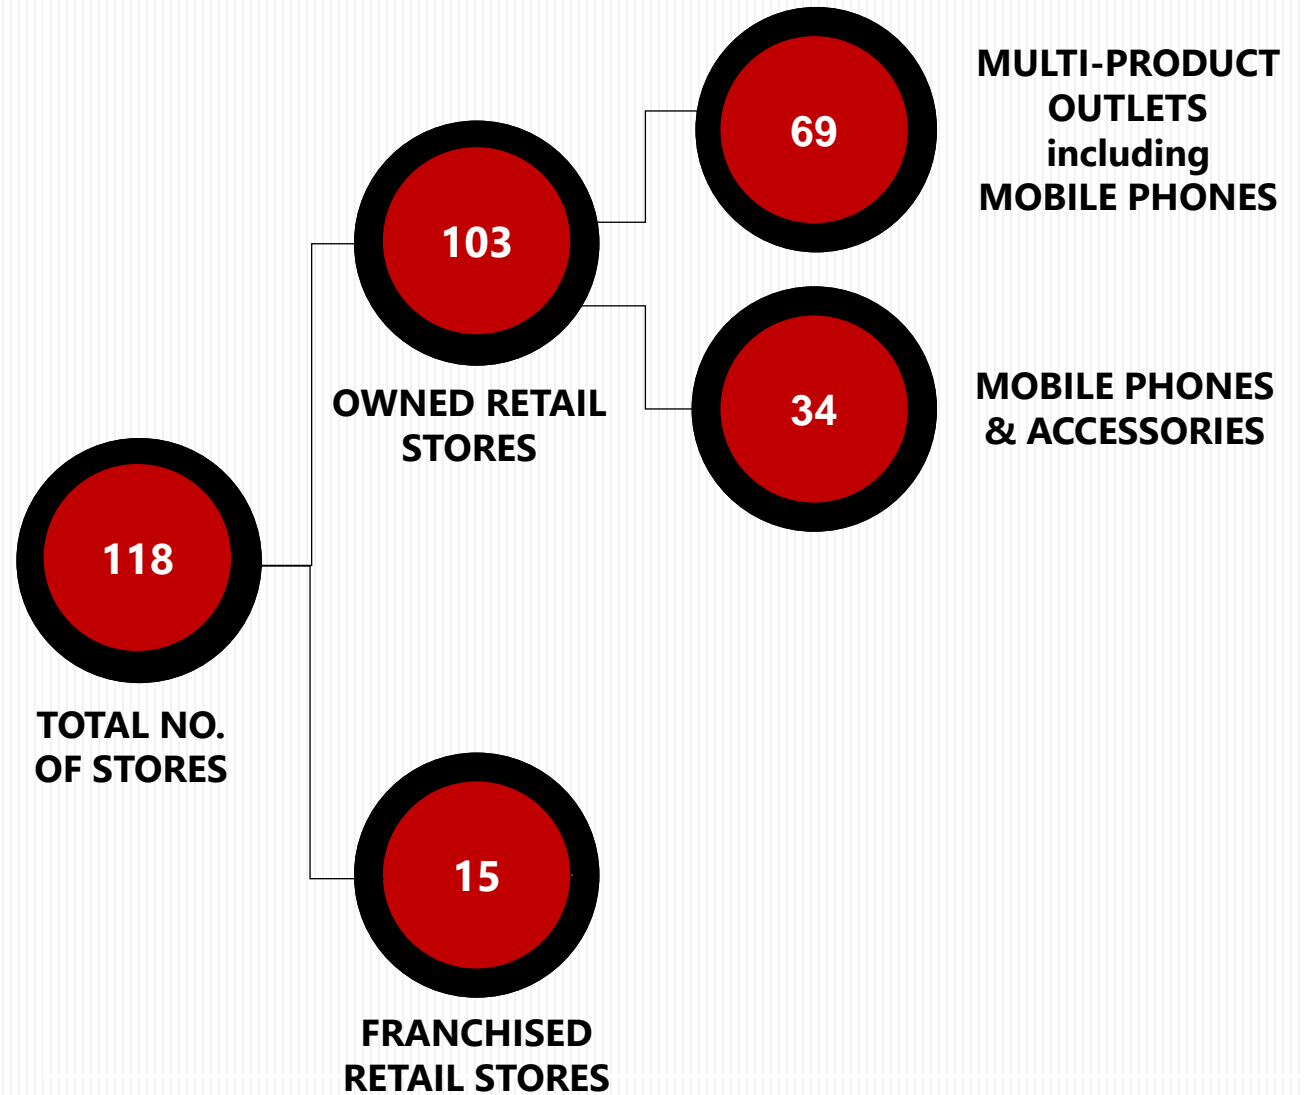 69
MULTI-PRODUCT
OUTLETS
including
MOBILE PHONES
103
OWNED RETAIL
STORES
34
MOBILE PHONES
& ACCESSORIES
118
TOTAL NO.
OF STORES
15
FRANCHISED
RETAIL STORES